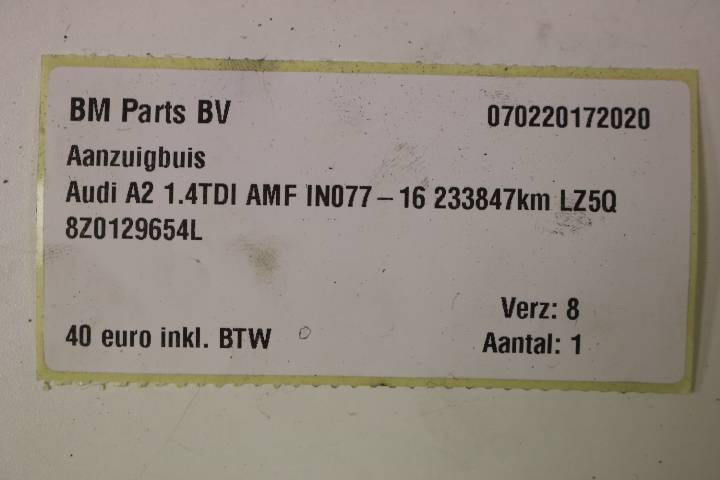 BM Parts BV 070220172020
Aanzuigbuis
Audi A2 1.4TDI AMF IN077-16 233847km LZ5Q
8Z0129654L
Verz: 8
40 euro inkl. BTW Aantal: 1